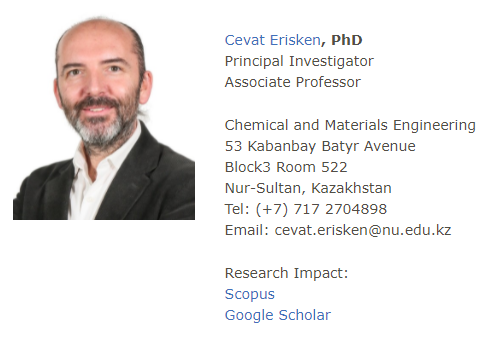 Cevat Erisken, PhD
Principal Investigator
Associate Professor
Chemical and Materials Engineering
53 Kabanbay Batyr Avenue
Block3 Room 522
Nur-Sultan, Kazakhstan
Tel: (+7) 717 2704898
Email: cevat.erisken@nu.edu.kz
Research Impact:
Scopus
Google Scholar